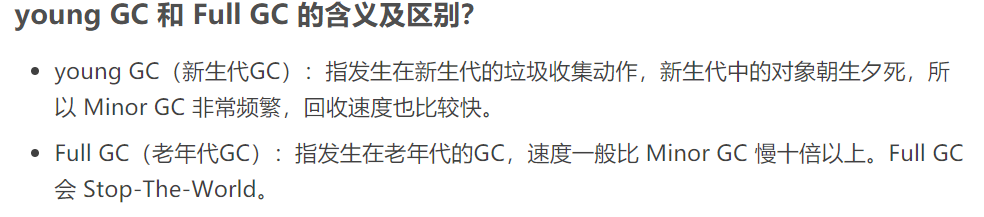 young GC 和 Full GC 的含义及区别？
• young GC（新生代GC）：指发生在新生代的垃圾收集动作，新生代中的对象朝生夕死，所
以 Minor GC 非常频繁，回收速度也比较快。
• Full GC（老年代GC）：指发生在老年代的GC，速度一般比 Minor GC 慢十倍以上。Full GC
会 Stop-The-World。